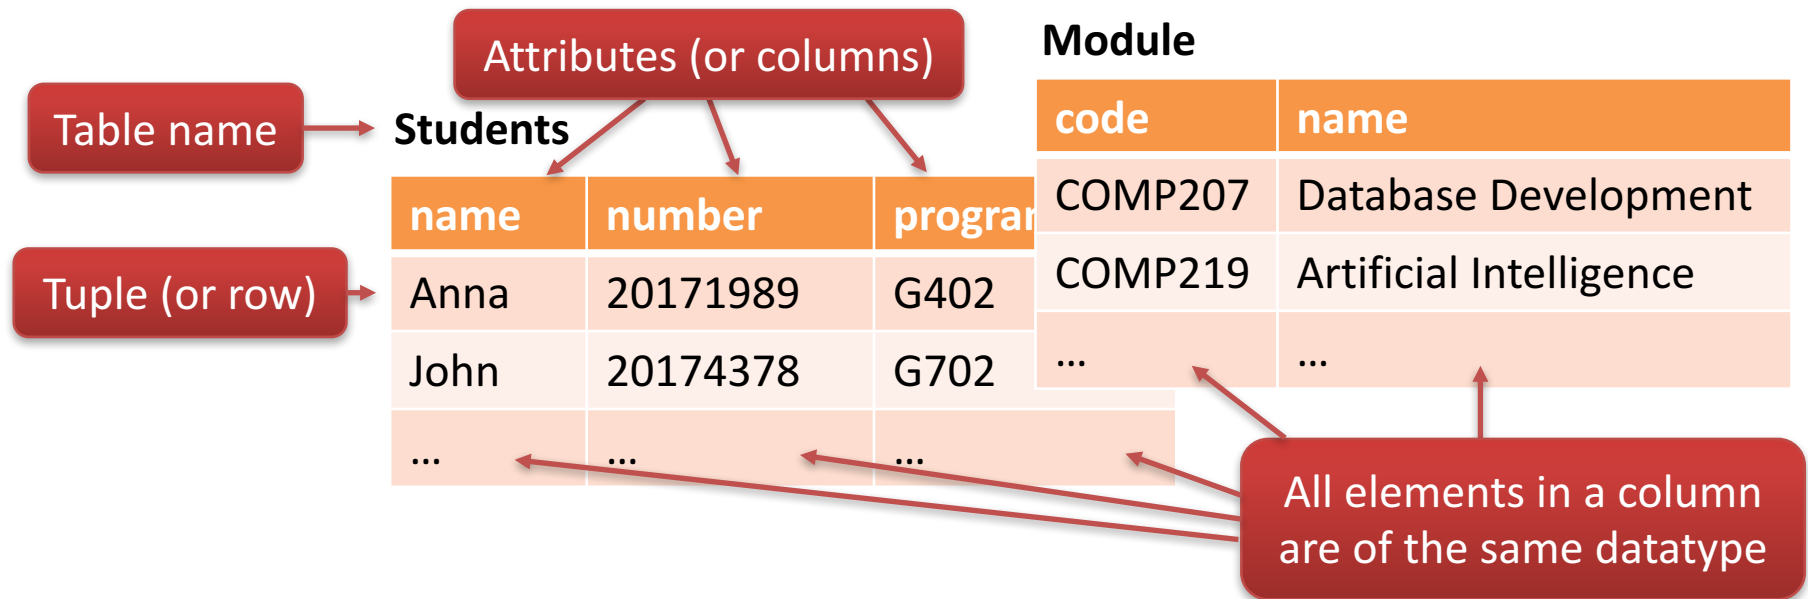 Attributes (or columns)
Module
Table name
Students
code name
COMP207 Database Development
COMP219 Artificial Intelligence
... ...
name number
Tuple (or row)
Anna 20171989 G402
John 20174378 G702
... ... ...
All elements in a column
are of the same datatype